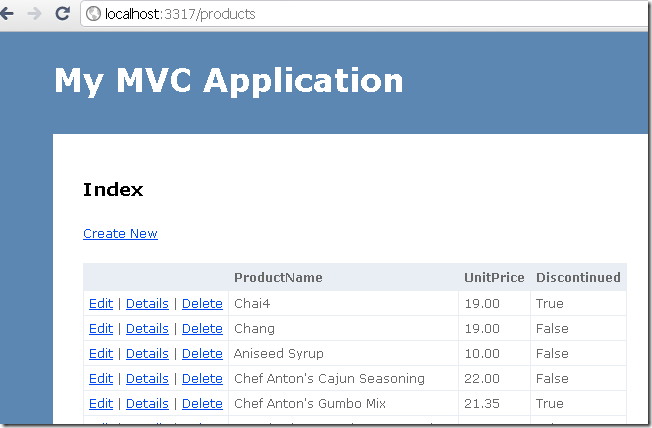 localhost:3317/products
My MVC Application
Index
Create New
ProductName UnitPrice Discontinued
Edit | Details | Delete Chai4 19.00 True
Edit | Details | Delete Chang 19.00 False
Edit | Details | Delete Aniseed Syrup 10.00 False
Edit | Details | Delete Chef Anton's Cajun Seasoning 22.00 False
Edit | Details | Delete Chef Anton's Gumbo Mix 21.35 True